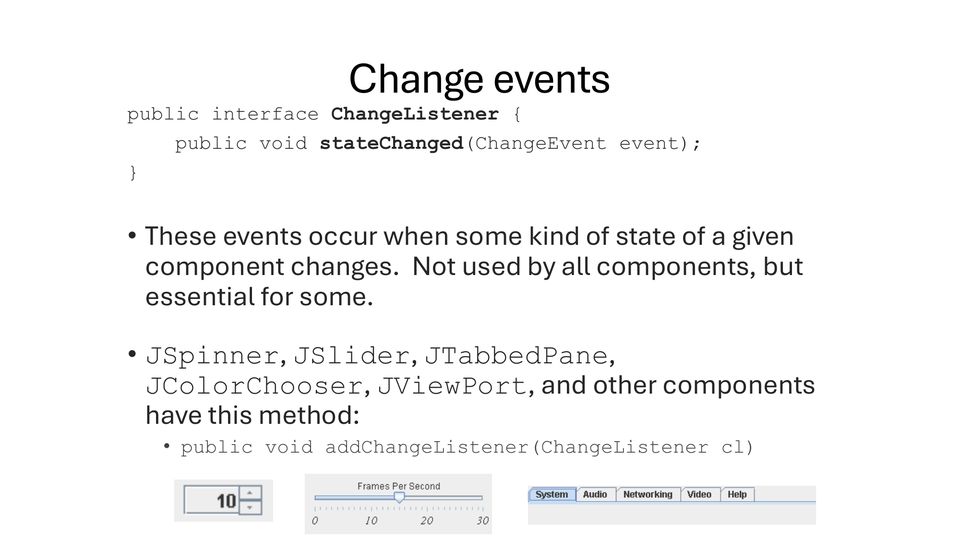 Change events
public interface ChangeListener {
public void stateChanged(ChangeEvent event);
}
• These events occur when some kind of state of a given
component changes.  Not used by all components, but
essential for some.
• JSpinner, JSlider, JTabbedPane,
JColorChooser, JViewPort, and other components
have this method:
• public void addChangeListener(ChangeListener cl)
10
Frames Per Second
0 10 20 30
System Audio Networking Video Help